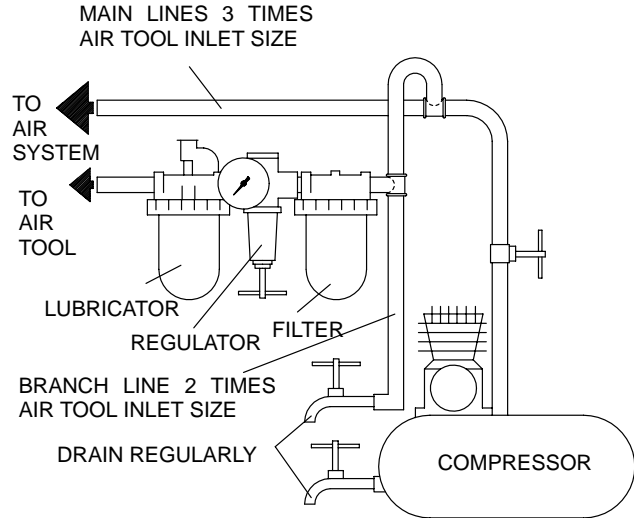 MAIN LINES 3 TIMES
AIR TOOL INLET SIZE
TO
AIR
SYSTEM
TO
AIR
TOOL
LUBRICATOR
REGULATOR
FILTER
BRANCH LINE 2 TIMES
AIR TOOL INLET SIZE
DRAIN REGULARLY
COMPRESSOR